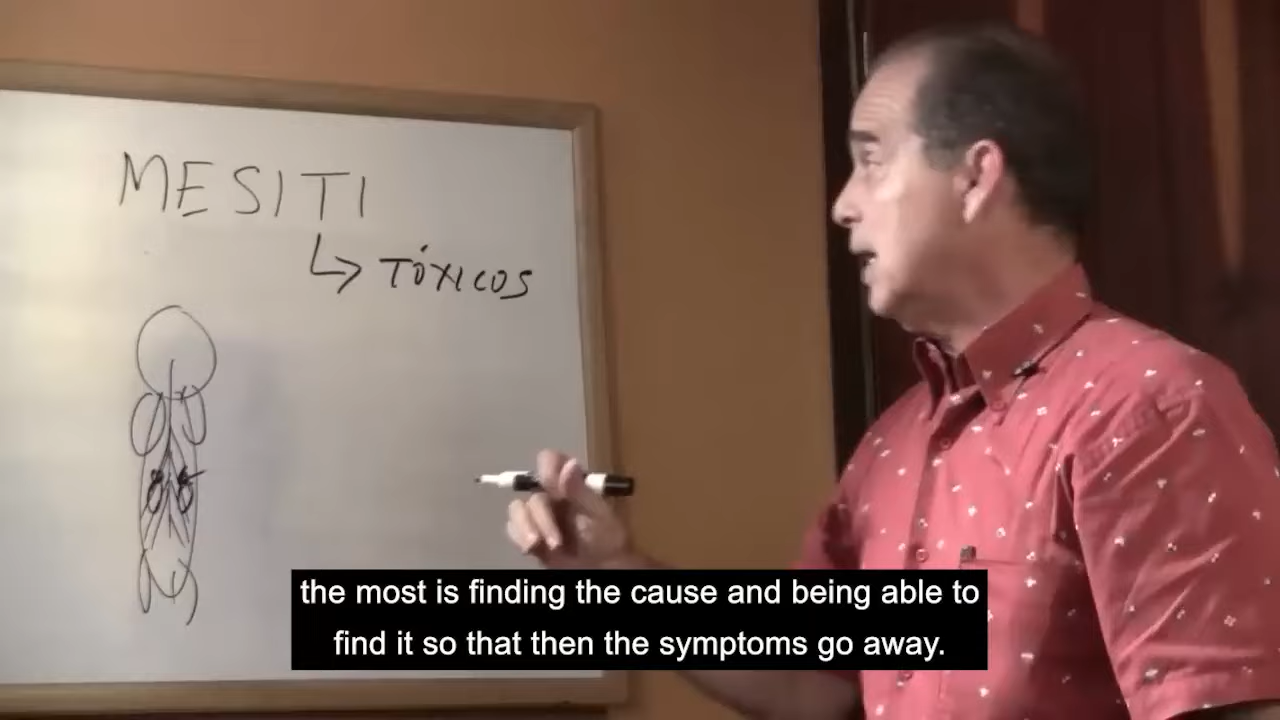 MESITI
TÓXICOS
the most is finding the cause and being able to
find it so that then the symptoms go away.